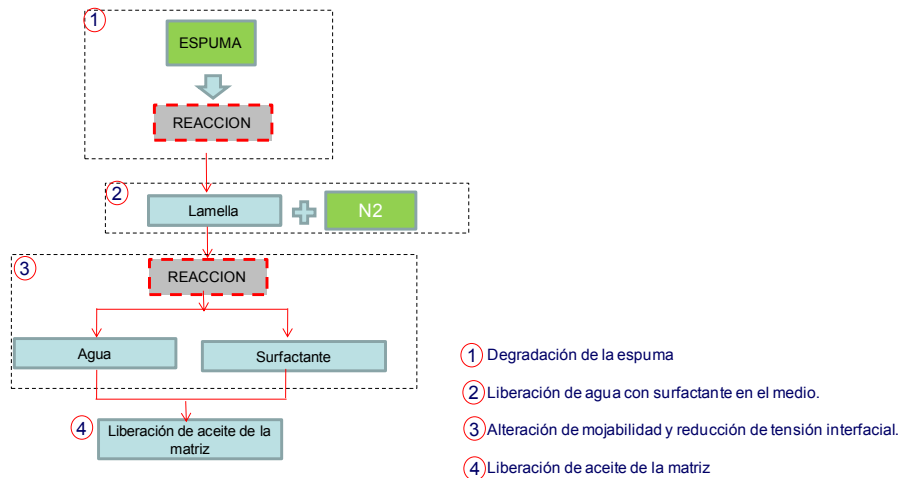 1
ESPUMA
REACCION
2
Lamella
N2
3
REACCION
Agua
Surfactante
4
Liberación de aceite de la
matriz
1 Degradación de la espuma
2 Liberación de agua con surfactante en el medio.
3 Alteración de mojabilidad y reducción de tensión interfacial.
4 Liberación de aceite de la matriz